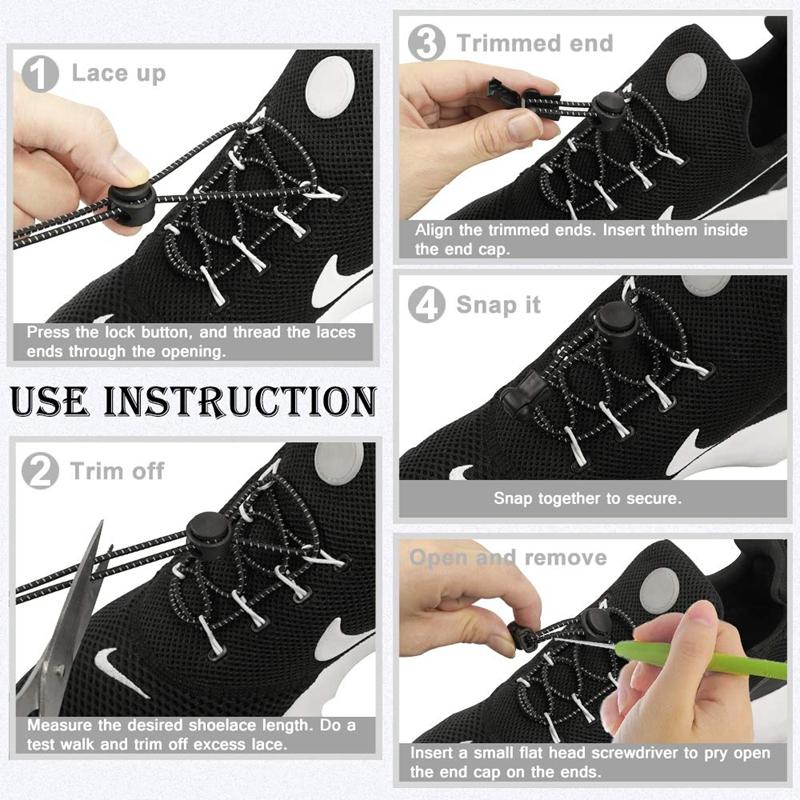 1 Lace up
Press the lock button, and thread the laces
ends through the opening.
USE INSTRUCTION
2 Trim off
Measure the desired shoelace length. Do a
test walk and trim off excess lace.
3 Trimmed end
Align the trimmed ends. Insert thhem inside
the end cap.
4 Snap it
Snap together to secure.
Open and remove
Insert a small flat head screwdriver to pry open
the end cap on the ends.